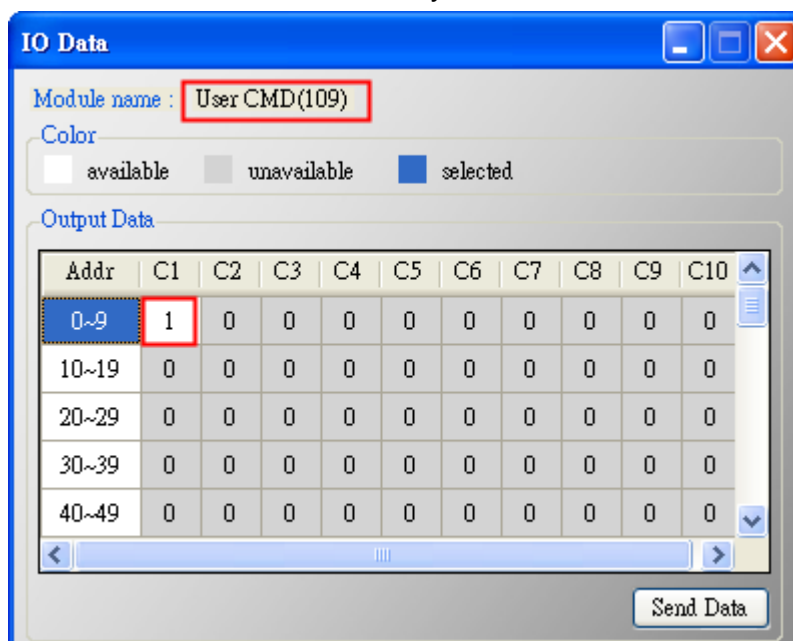 IO Data
Module name : User CMD(109)
Color
available unavailable selected
Output Data
Addr C1 C2 C3 C4 C5 C6 C7 C8 C9 C10
0~9 1 0 0 0 0 0 0 0 0 0
10~19 0 0 0 0 0 0 0 0 0 0
20~29 0 0 0 0 0 0 0 0 0 0
30~39 0 0 0 0 0 0 0 0 0 0
40~49 0 0 0 0 0 0 0 0 0 0
Send Data